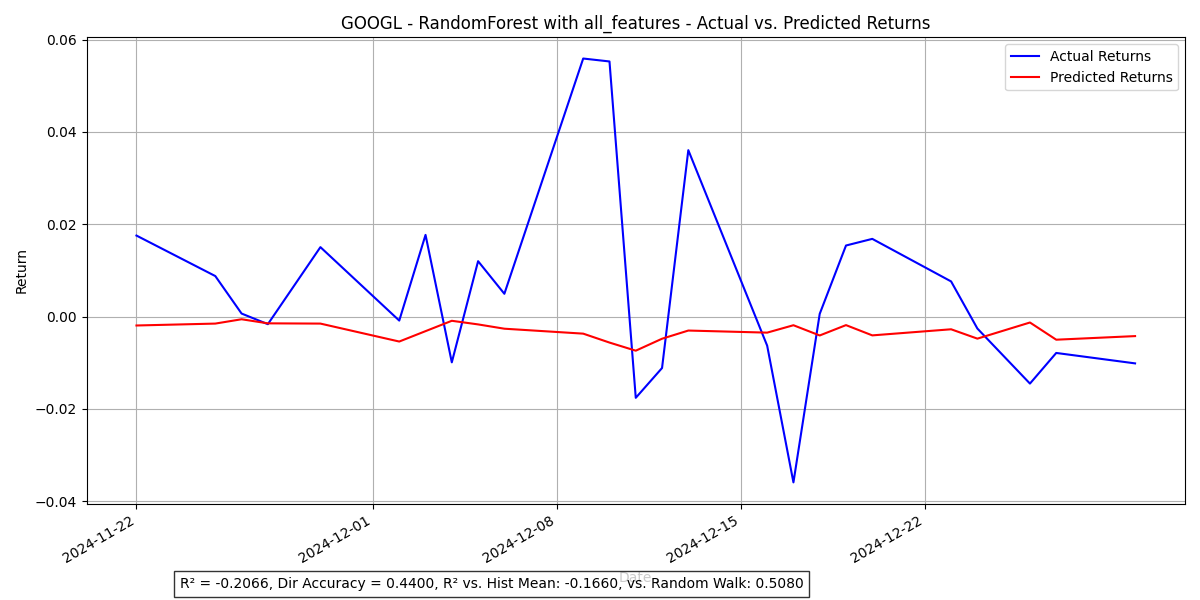 GOOGL - RandomForest with all_features - Actual vs. Predicted Returns
0.06
0.04
0.02
0.00
−0.02
−0.04
Return
Actual Returns
Predicted Returns
2024-11-22
2024-12-01
2024-12-08
2024-12-15
2024-12-22
Date
R² = -0.2066, Dir Accuracy = 0.4400, R² vs. Hist Mean: -0.1660, vs. Random Walk: 0.5080